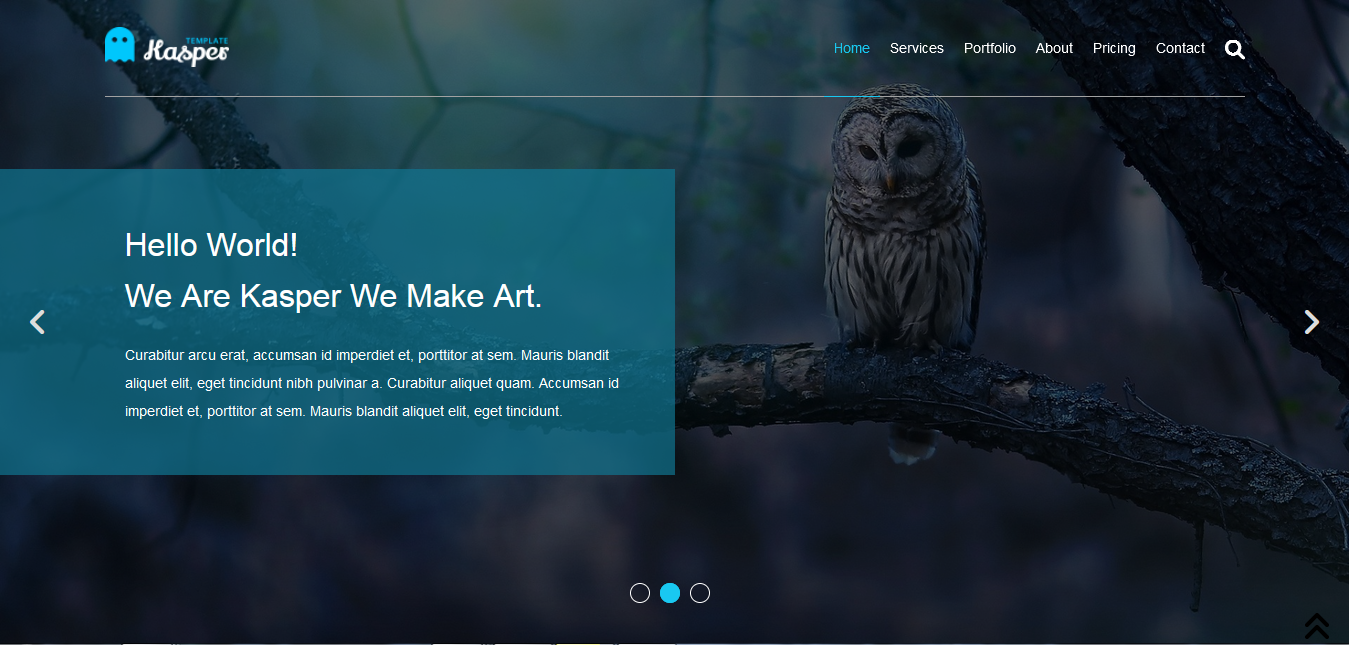 TEMPLATE
Kasper
Home Services Portfolio About Pricing Contact
Hello World!
We Are Kasper We Make Art.
Curabitur arcu erat, accumsan id imperdiet et, porttitor at sem. Mauris blandit
aliquet elit, eget tincidunt nibh pulvinar a. Curabitur aliquet quam. Accumsan id
imperdiet et, porttitor at sem. Mauris blandit aliquet elit, eget tincidunt.